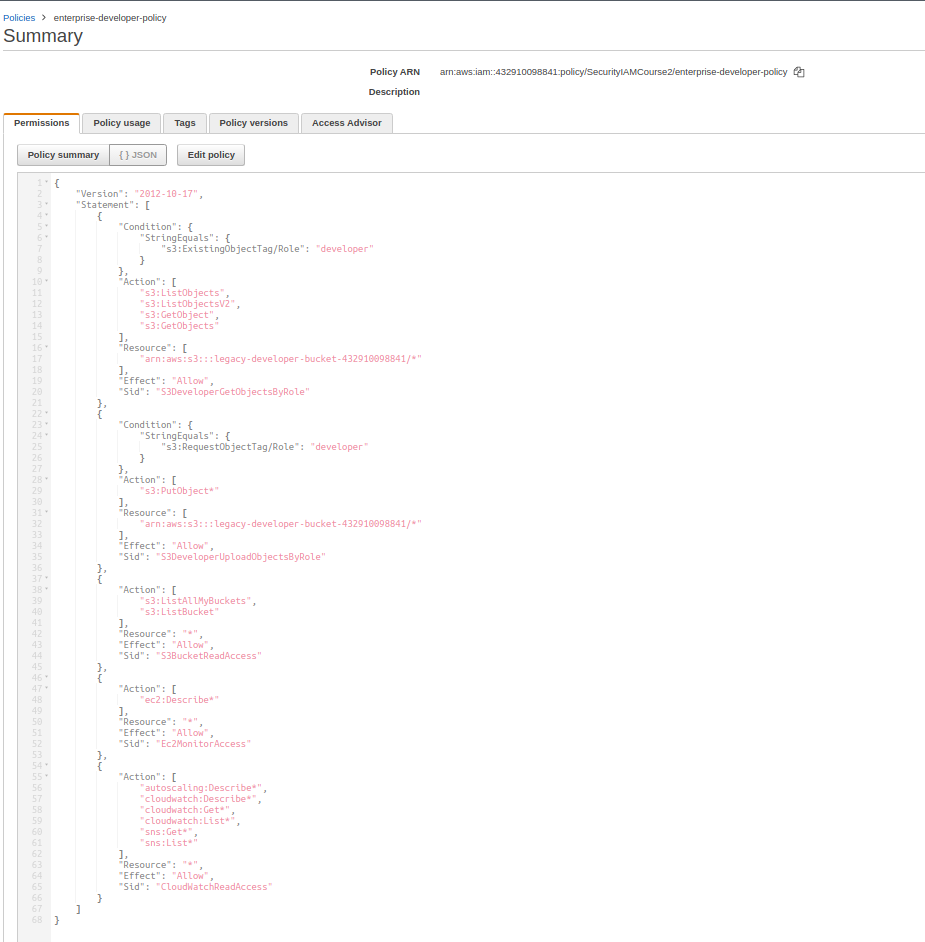 Policies > enterprise-developer-policy
Summary
Policy ARN arn:aws:iam::432910098841:policy/SecurityIAMCourse2/enterprise-developer-policy
Description
Permissions Policy usage Tags Policy versions Access Advisor
Policy summary { } JSON Edit policy
1 {
2     "Version": "2012-10-17",
3     "Statement": [
4         {
5             "Condition": {
6                 "StringEquals": {
7                     "s3:ExistingObjectTag/Role": "developer"
8                 }
9             },
10             "Action": [
11                 "s3:ListObjects",
12                 "s3:ListObjectsV2",
13                 "s3:GetObject",
14                 "s3:GetObjects"
15             ],
16             "Resource": [
17                 "arn:aws:s3:::legacy-developer-bucket-432910098841/*"
18             ],
19             "Effect": "Allow",
20             "Sid": "S3DeveloperGetObjectsByRole"
21         },
22         {
23             "Condition": {
24                 "StringEquals": {
25                     "s3:RequestObjectTag/Role": "developer"
26                 }
27             },
28             "Action": [
29                 "s3:PutObject*"
30             ],
31             "Resource": [
32                 "arn:aws:s3:::legacy-developer-bucket-432910098841/*"
33             ],
34             "Effect": "Allow",
35             "Sid": "S3DeveloperUploadObjectsByRole"
36         },
37         {
38             "Action": [
39                 "s3:ListAllMyBuckets",
40                 "s3:ListBucket"
41             ],
42             "Resource": "*",
43             "Effect": "Allow",
44             "Sid": "S3BucketReadAccess"
45         },
46         {
47             "Action": [
48                 "ec2:Describe*"
49             ],
50             "Resource": "*",
51             "Effect": "Allow",
52             "Sid": "Ec2MonitorAccess"
53         },
54         {
55             "Action": [
56                 "autoscaling:Describe*",
57                 "cloudwatch:Describe*",
58                 "cloudwatch:Get*",
59                 "cloudwatch:List*",
60                 "sns:Get*",
61                 "sns:List*"
62             ],
63             "Resource": "*",
64             "Effect": "Allow",
65             "Sid": "CloudWatchReadAccess"
66         }
67     ]
68 }